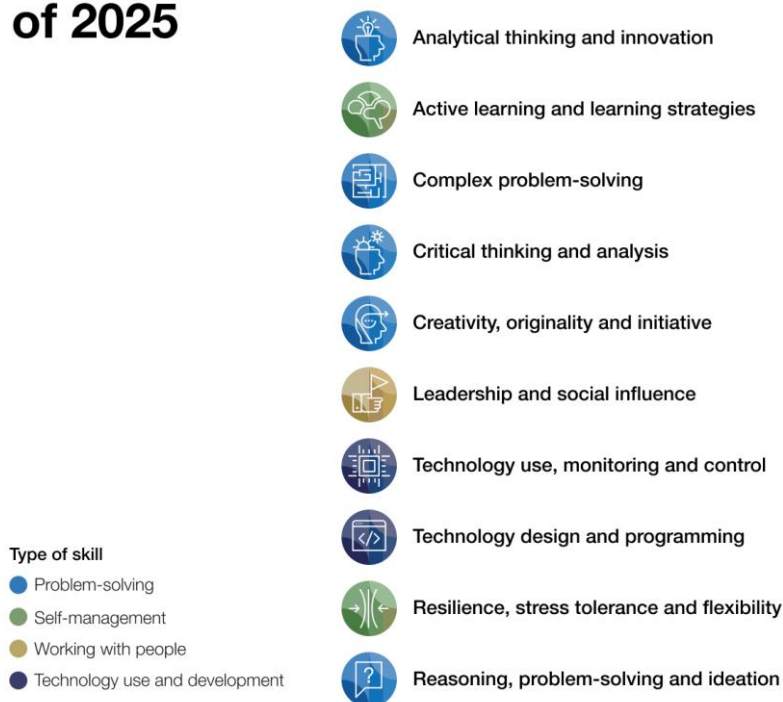 of 2025
Analytical thinking and innovation
Active learning and learning strategies
Complex problem-solving
Critical thinking and analysis
Creativity, originality and initiative
Leadership and social influence
Technology use, monitoring and control
Technology design and programming
Resilience, stress tolerance and flexibility
Reasoning, problem-solving and ideation
Type of skill
Problem-solving
Self-management
Working with people
Technology use and development